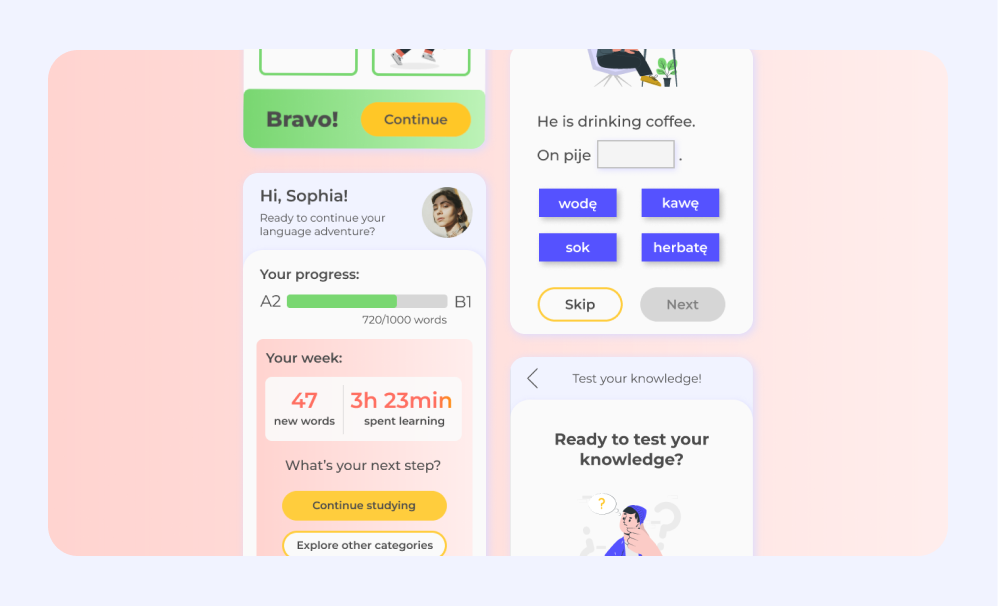 Bravo!
Continue
Hi, Sophia!
Ready to continue your
language adventure?
Your progress:
A2
B1
720/1000 words
Your week:
47
new words
3h 23min
spent learning
What's your next step?
Continue studying
Explore other categories
He is drinking coffee.
On pije .
wodę
kawę
sok
herbatę
Skip
Next
Test your knowledge!
Ready to test your
knowledge?
?
?